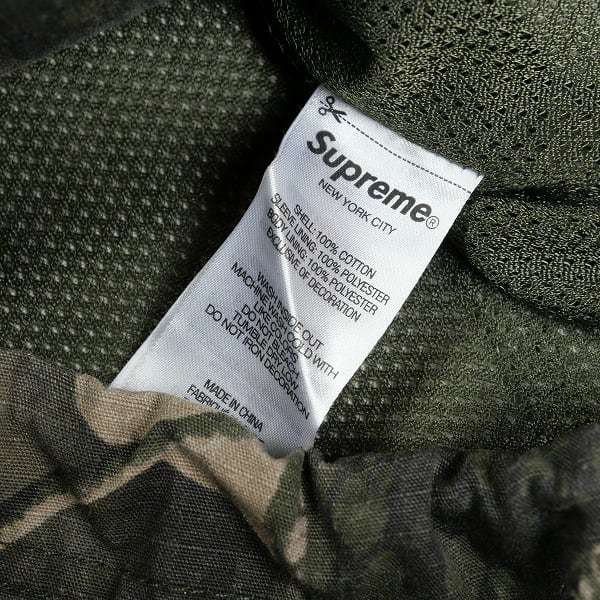 Supreme®
NEW YORK CITY
SHELL: 100% COTTON
SLEEVE LINING: 100% POLYESTER
BODY LINING: 100% POLYESTER
EXCLUSIVE OF DECORATION
WASH INSIDE OUT
MACHINE WASH COLD WITH
LIKE COLORS
DO NOT BLEACH
TUMBLE DRY LOW
DO NOT IRON DECORATION
MADE IN CHINA